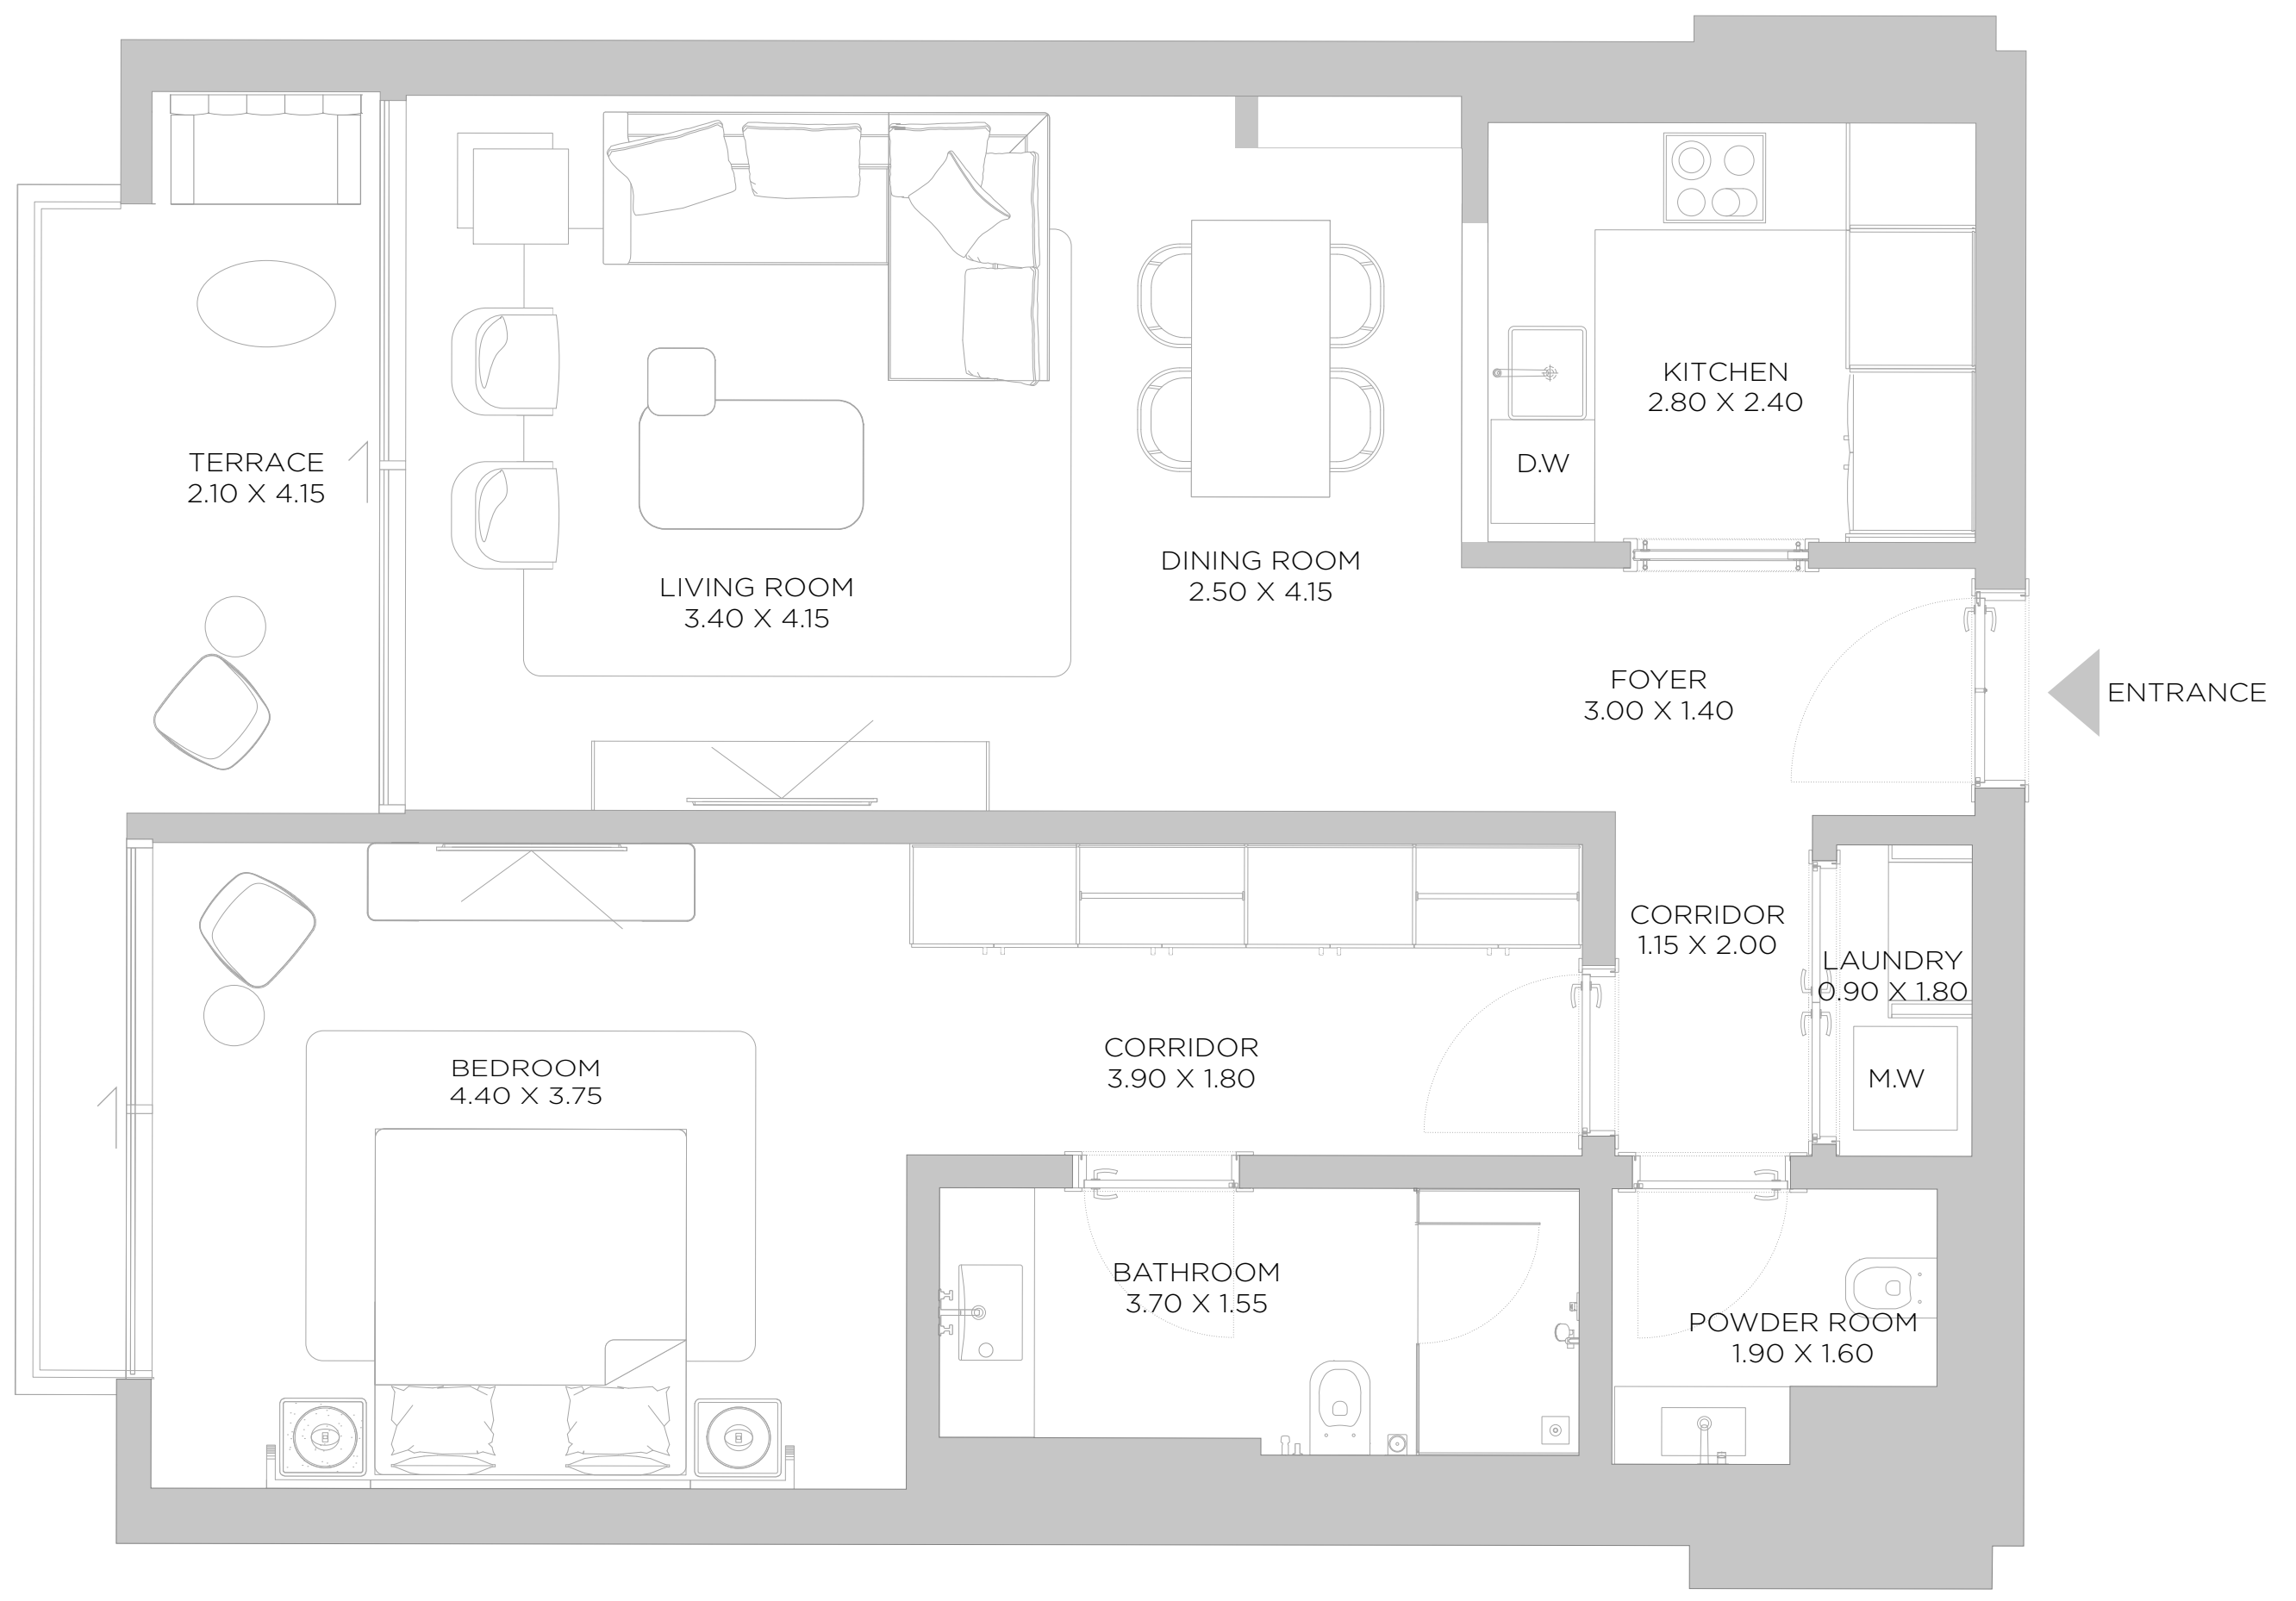 KITCHEN
2.80 X 2.40
D.W
TERRACE
2.10 X 4.15
DINING ROOM
2.50 X 4.15
LIVING ROOM
3.40 X 4.15
FOYER
3.00 X 1.40
ENTRANCE
CORRIDOR
1.15 X 2.00
LAUNDRY
0.90 X 1.80
M.W
CORRIDOR
3.90 X 1.80
BEDROOM
4.40 X 3.75
BATHROOM
3.70 X 1.55
POWDER ROOM
1.90 X 1.60